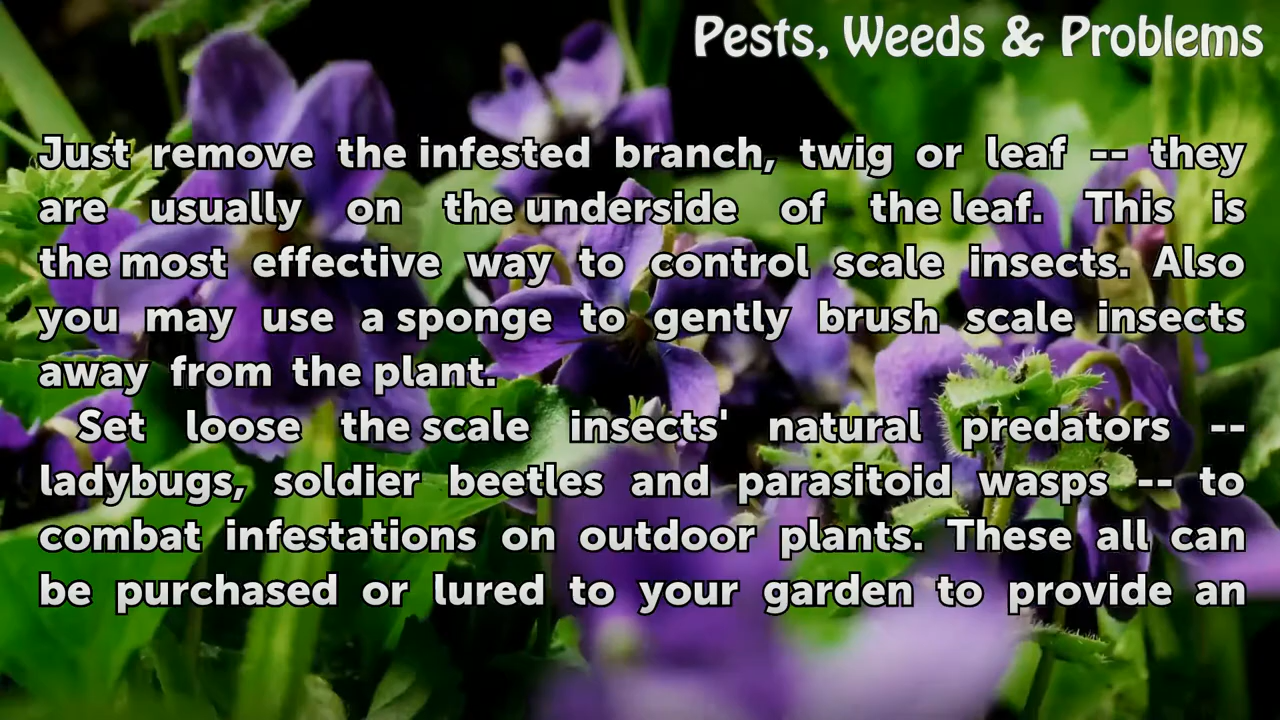 Pests, Weeds & Problems
Just remove the infested branch, twig or leaf -- they
are usually on the underside of the leaf. This is
the most effective way to control scale insects. Also
you may use a sponge to gently brush scale insects
away from the plant.
Set loose the scale insects' natural predators --
ladybugs, soldier beetles and parasitoid wasps -- to
combat infestations on outdoor plants. These all can
be purchased or lured to your garden to provide an